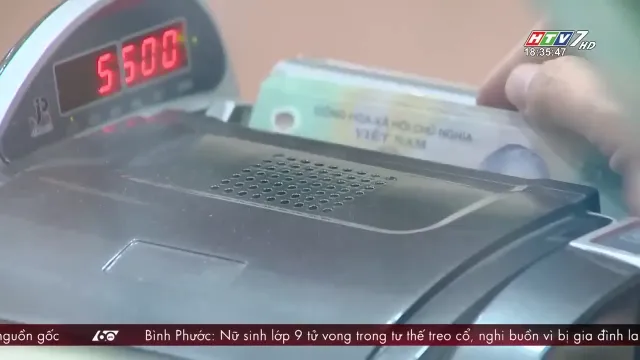 HTV7 HD
18:35:47
5500
CỘNG HÒA XÃ HỘI CHỦ NGHĨA
VIỆT NAM
nguồn gốc 60 Bình Phước: Nữ sinh lớp 9 tử vong trong tư thế treo cổ, nghi buồn vì bị gia đình la